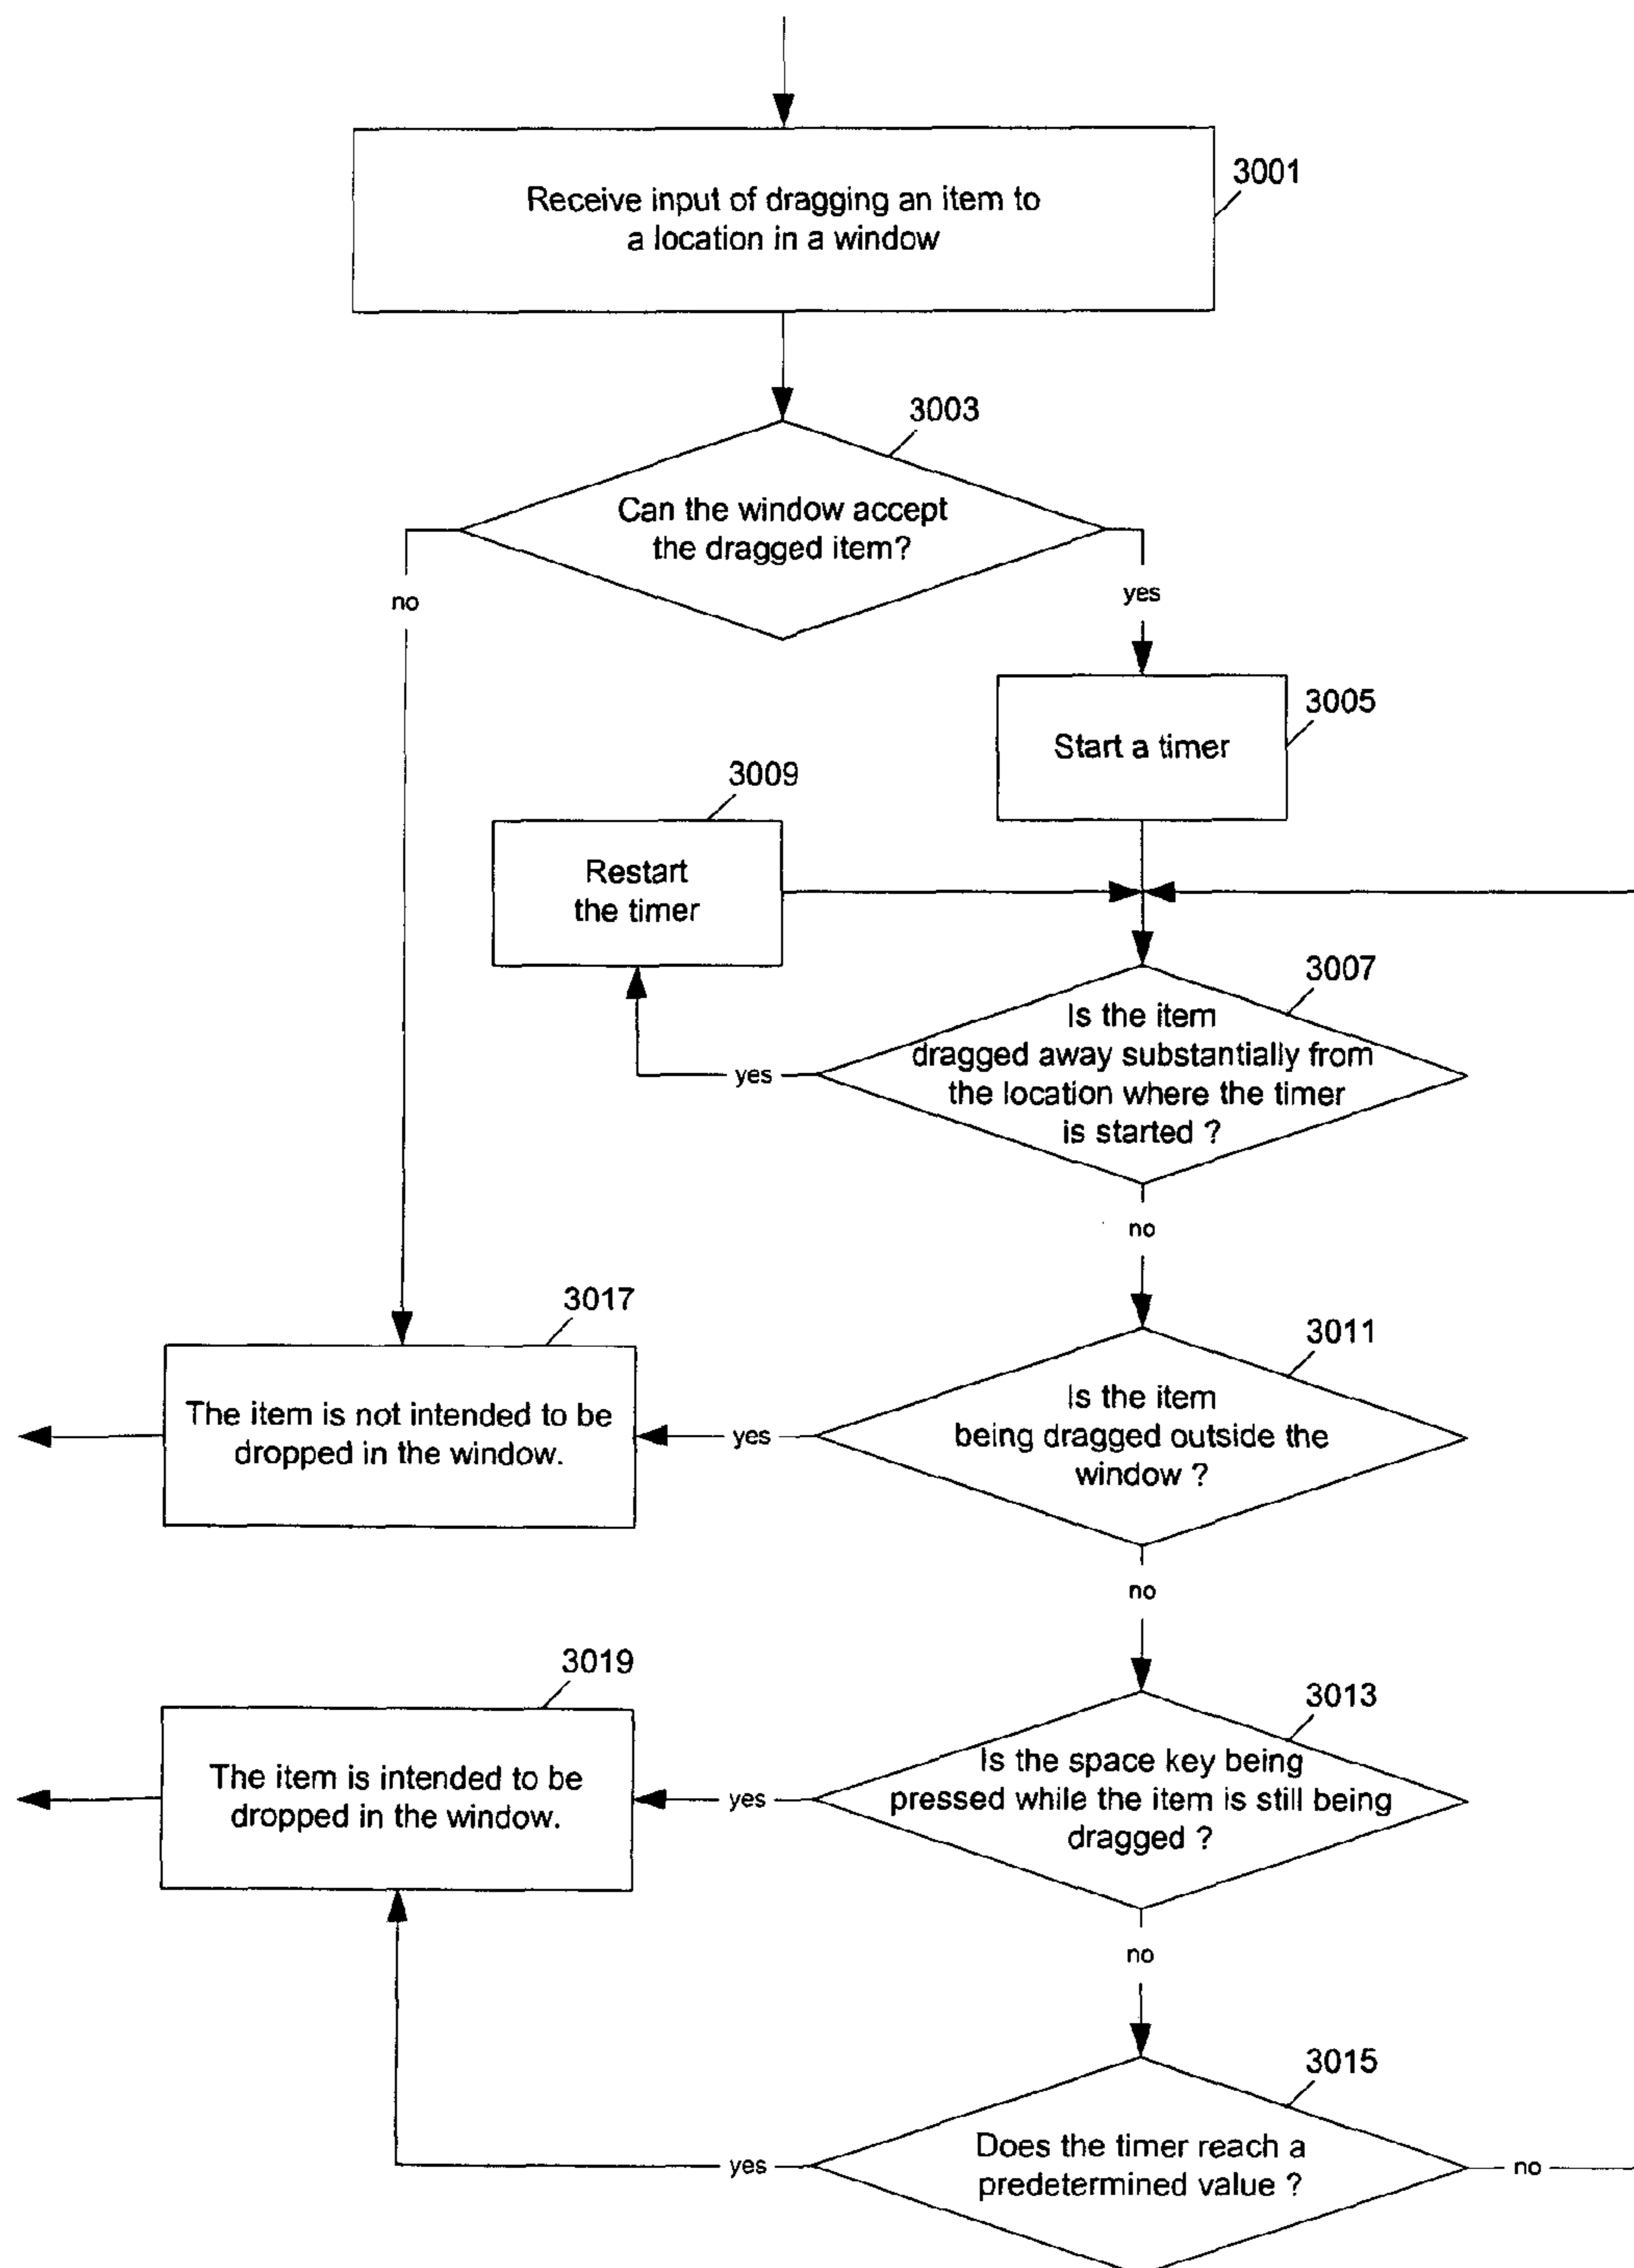 3001
Receive input of dragging an item to
a location in a window
3003
Can the window accept
the dragged item?
no
yes
3005
Start a timer
3009
Restart
the timer
3007
Is the item
dragged away substantially from
the location where the timer
is started ?
yes
no
3017
The item is not intended to be
dropped in the window.
3011
Is the item
being dragged outside the
window ?
yes
no
3019
The item is intended to be
dropped in the window.
3013
Is the space key being
pressed while the item is still being
dragged ?
yes
no
3015
Does the timer reach a
predetermined value ?
yes
no